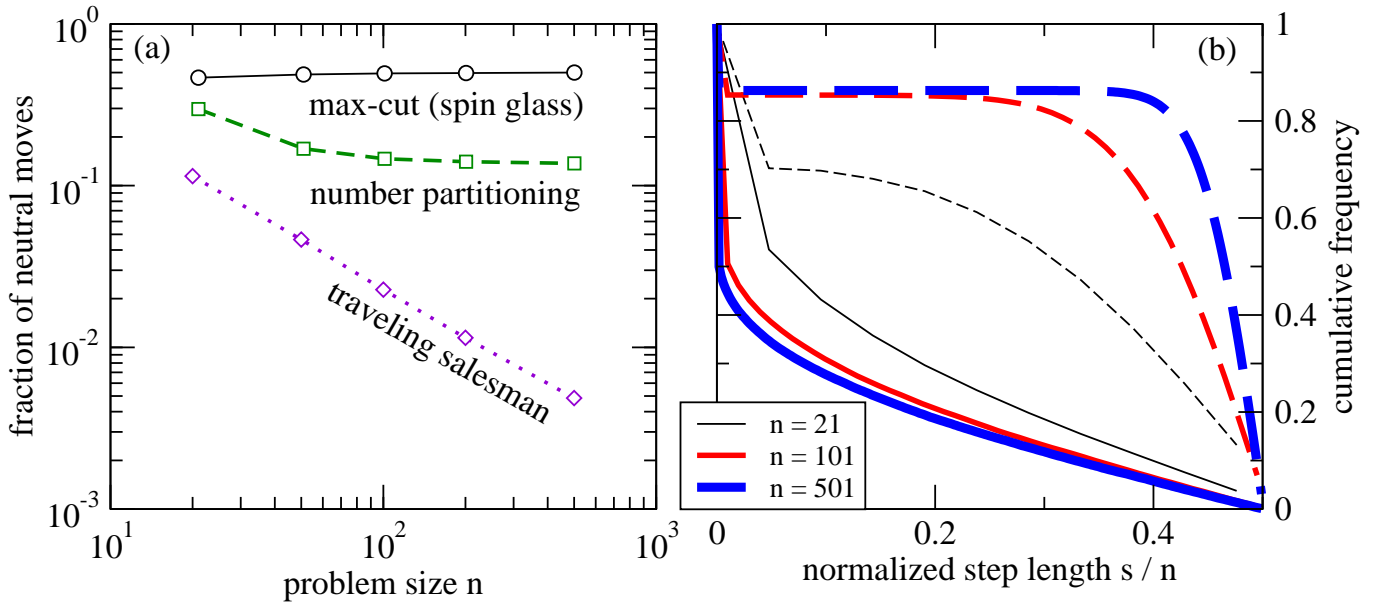 (a)
10^0
10^-1
10^-2
10^-3
10^1
10^2
10^3
fraction of neutral moves
problem size n
max-cut (spin glass)
number partitioning
traveling salesman
(b)
1
0.8
0.6
0.4
0.2
0
cumulative frequency
n = 21
n = 101
n = 501
0
0.2
0.4
normalized step length s / n